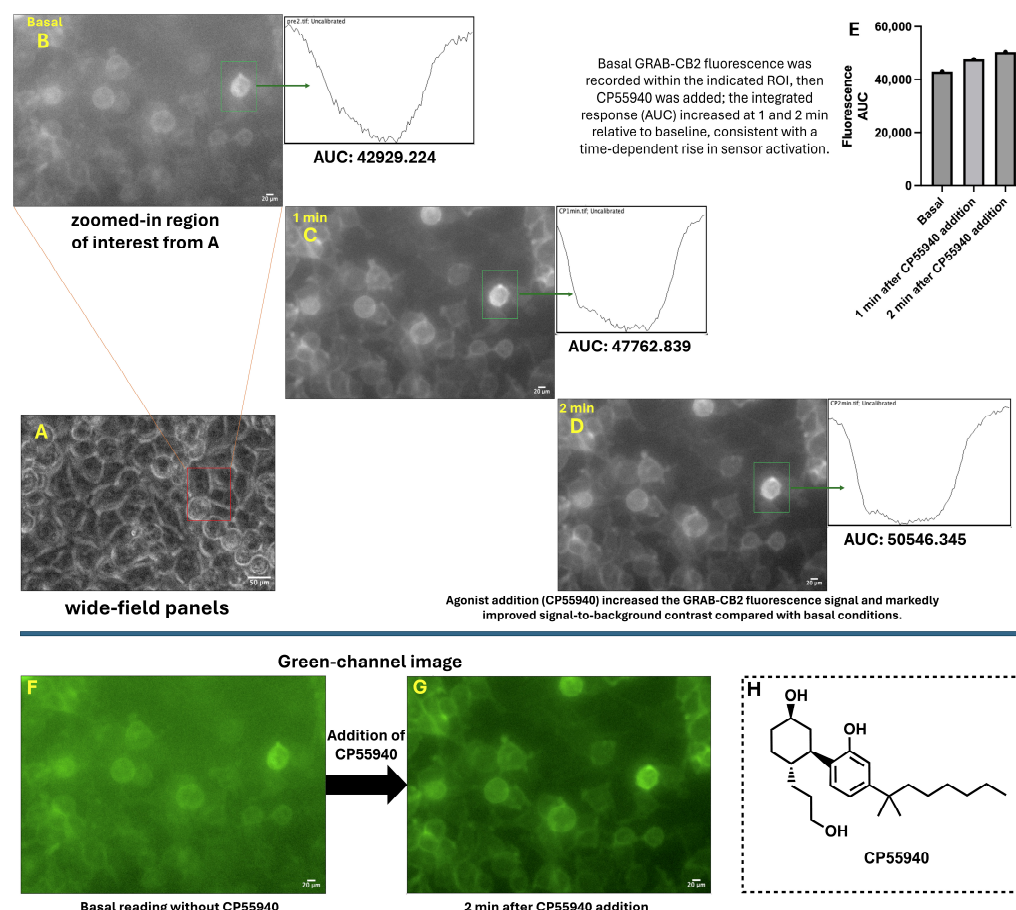 Basal
B
20 µm
pre2.tif; Uncalibrated
AUC: 42929.224
Basal GRAB-CB2 fluorescence was
recorded within the indicated ROI, then
CP55940 was added; the integrated
response (AUC) increased at 1 and 2 min
relative to baseline, consistent with a
time-dependent rise in sensor activation.
E
Fluorescence
AUC
60,000
40,000
20,000
0
Basal
1 min after CP55940 addition
2 min after CP55940 addition
zoomed-in region
of interest from A
1 min
C
20 µm
CP1min.tif; Uncalibrated
AUC: 47762.839
A
50 µm
wide-field panels
2 min
D
20 µm
CP2min.tif; Uncalibrated
AUC: 50546.345
Agonist addition (CP55940) increased the GRAB-CB2 fluorescence signal and markedly
improved signal-to-background contrast compared with basal conditions.
Green-channel image
F
20 µm
Addition of
CP55940
G
20 µm
H
OH
OH
OH
CP55940
Basal reading without CP55940
2 min after CP55940 addition